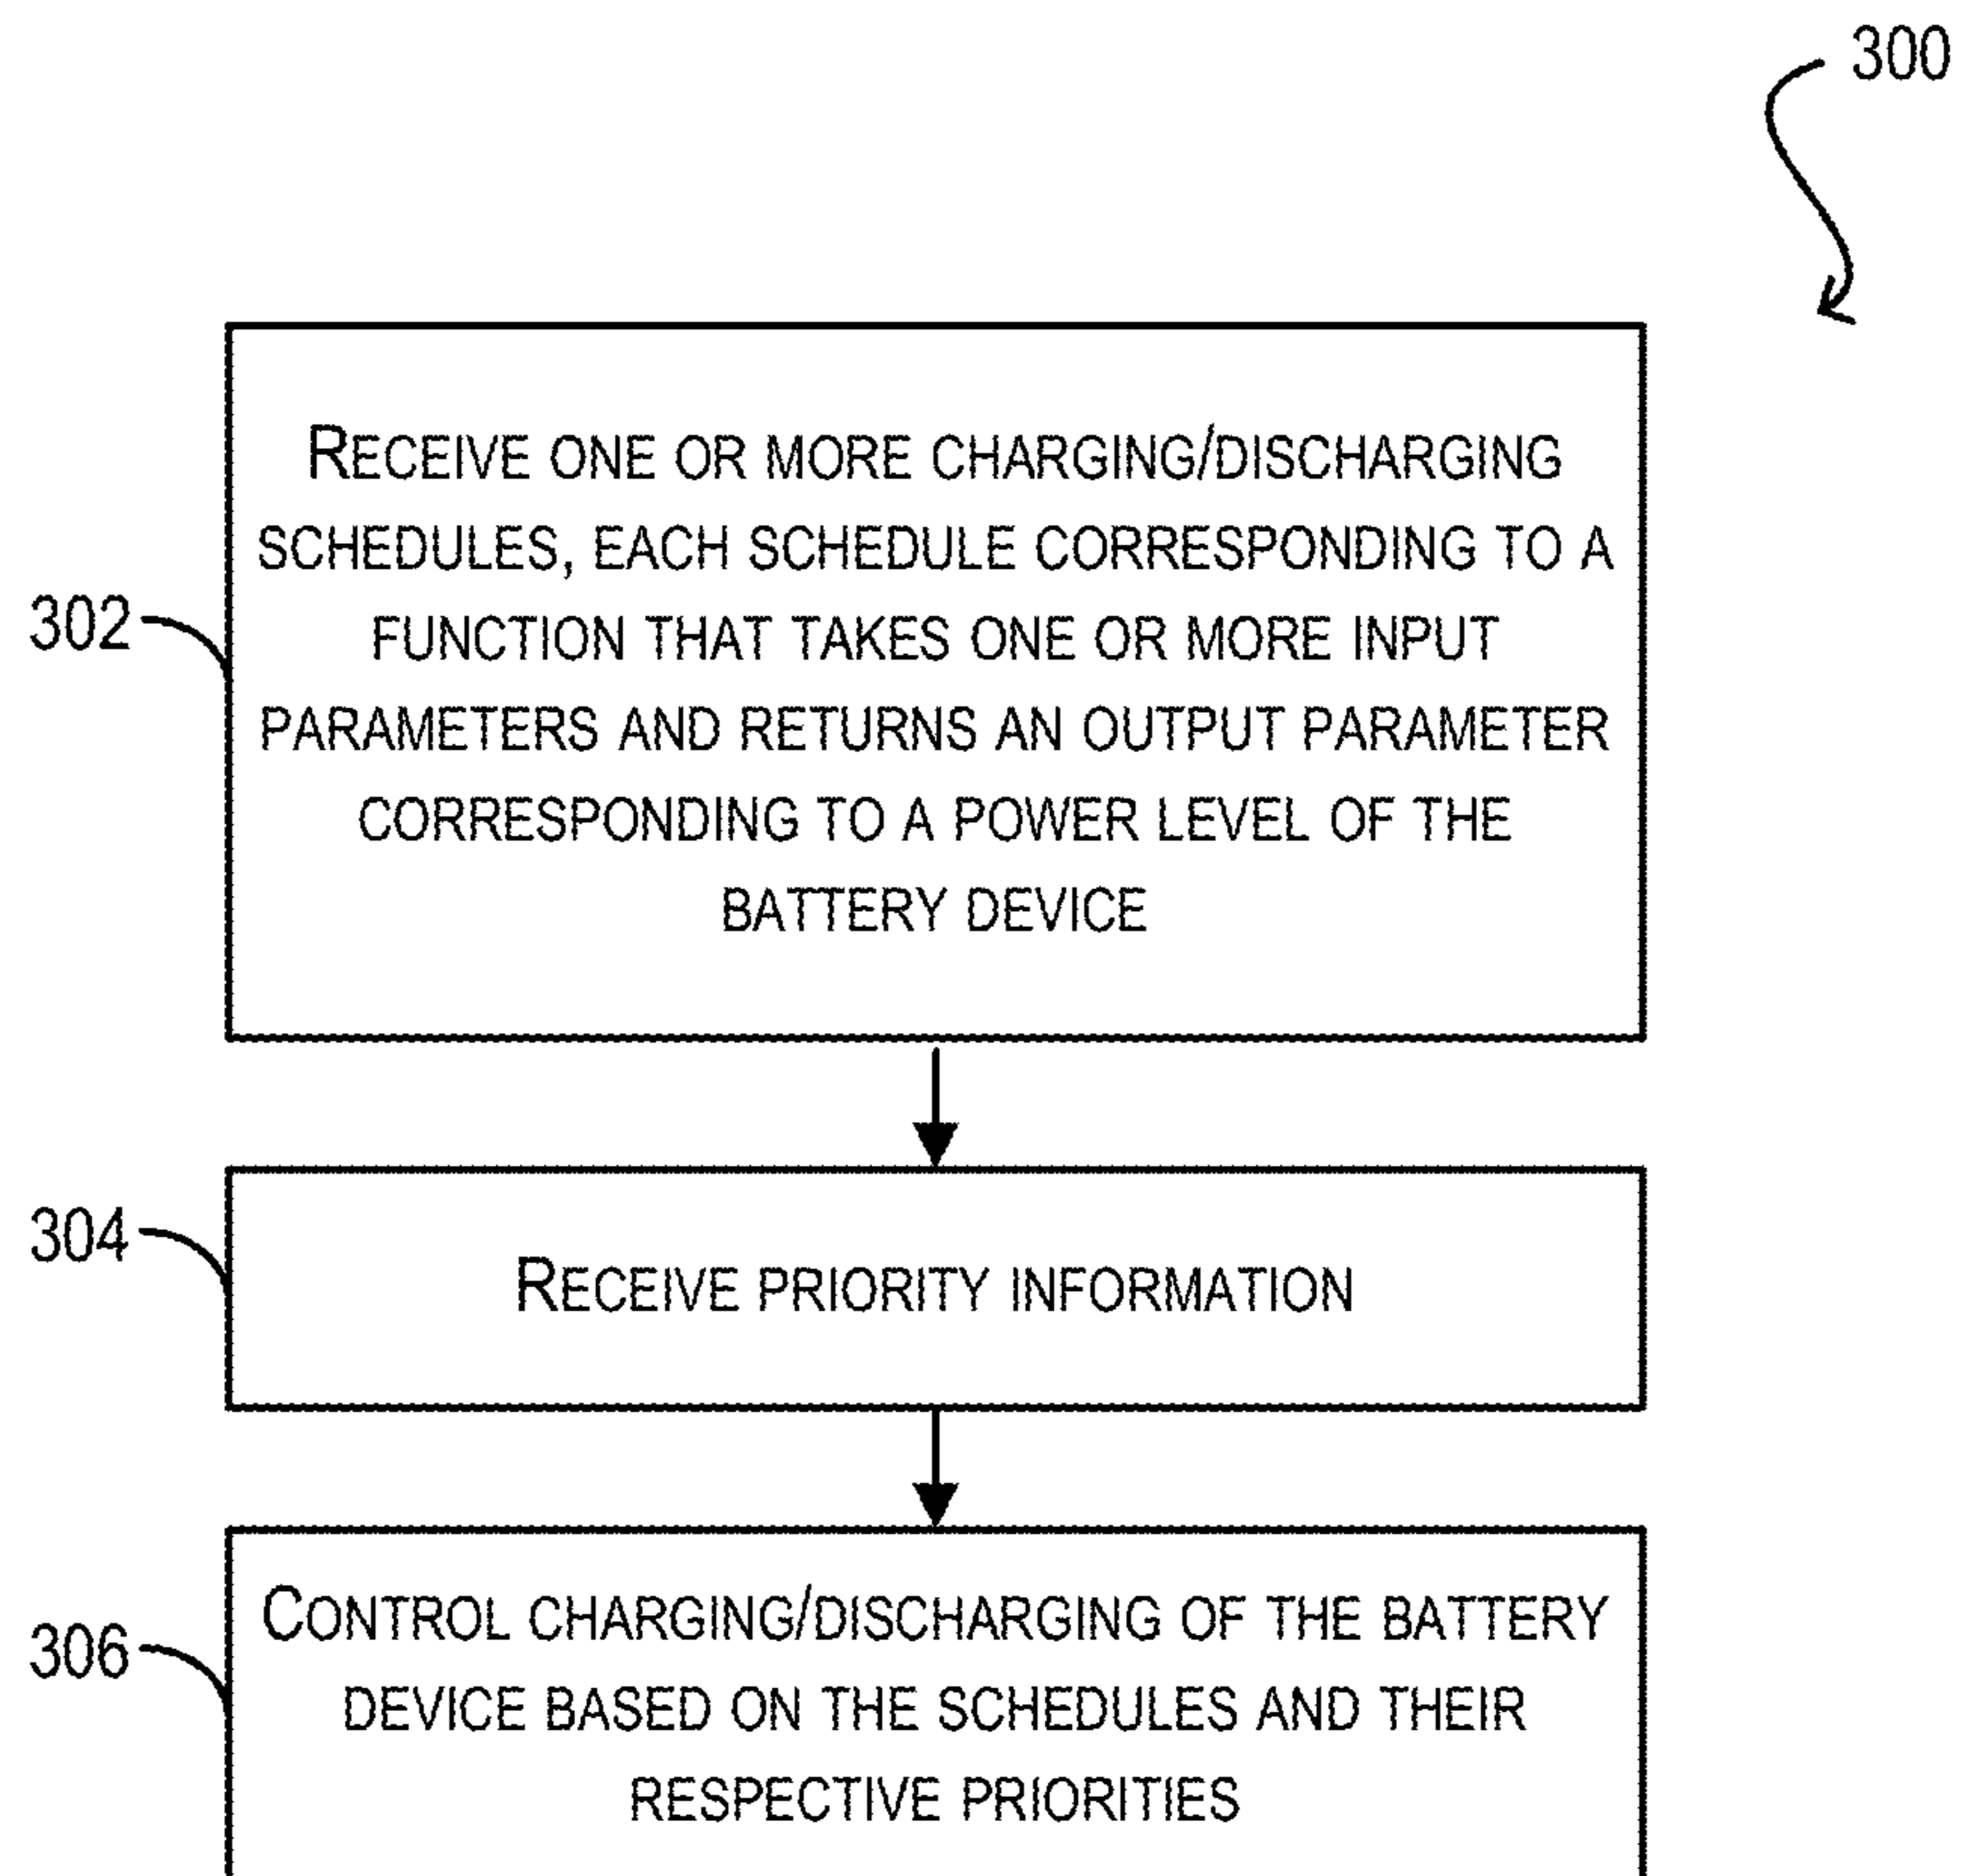 300
RECEIVE ONE OR MORE CHARGING/DISCHARGING
SCHEDULES, EACH SCHEDULE CORRESPONDING TO A
302
FUNCTION THAT TAKES ONE OR MORE INPUT
PARAMETERS AND RETURNS AN OUTPUT PARAMETER
CORRESPONDING TO A POWER LEVEL OF THE
BATTERY DEVICE
304
RECEIVE PRIORITY INFORMATION
306
CONTROL CHARGING/DISCHARGING OF THE BATTERY
DEVICE BASED ON THE SCHEDULES AND THEIR
RESPECTIVE PRIORITIES